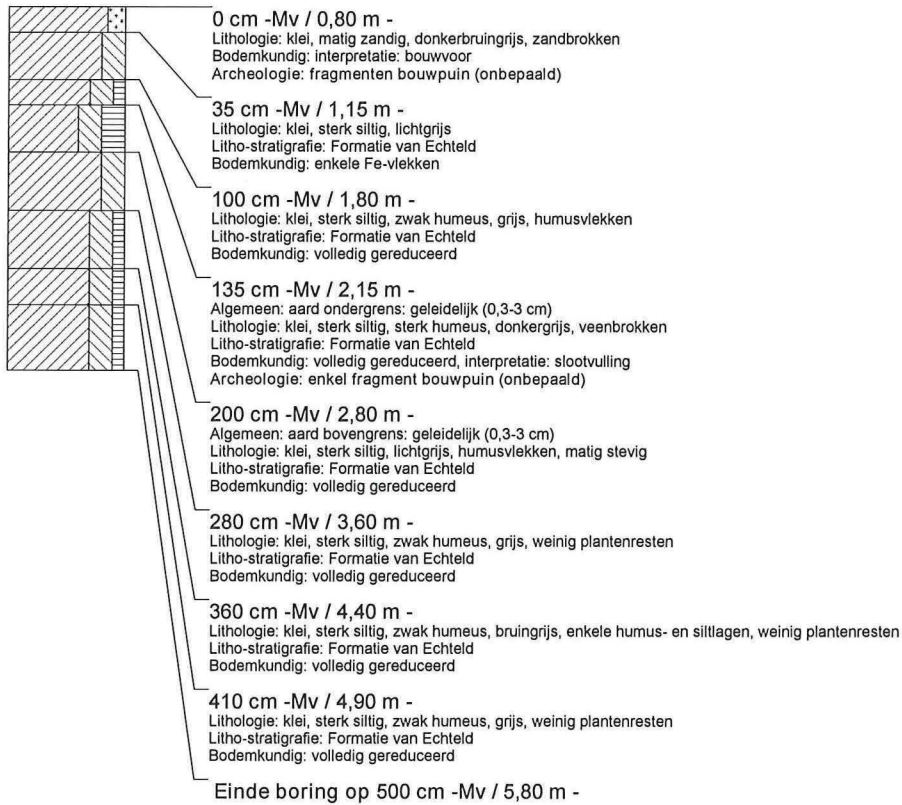 0 cm -Mv / 0,80 m -
Lithologie: klei, matig zandig, donkerbruingrijs, zandbrokken
Bodemkundig: interpretatie: bouwvoor
Archeologie: fragmenten bouwpuin (onbepaald)
35 cm -Mv / 1,15 m -
Lithologie: klei, sterk siltig, lichtgrijs
Litho-stratigrafie: Formatie van Echteld
Bodemkundig: enkele Fe-vlekken
100 cm -Mv / 1,80 m -
Lithologie: klei, sterk siltig, zwak humeus, grijs, humusvlekken
Litho-stratigrafie: Formatie van Echteld
Bodemkundig: volledig gereduceerd
135 cm -Mv / 2,15 m -
Algemeen: aard ondergrens: geleidelijk (0,3-3 cm)
Lithologie: klei, sterk siltig, sterk humeus, donkergrijs, veenbrokken
Litho-stratigrafie: Formatie van Echteld
Bodemkundig: volledig gereduceerd, interpretatie: slootvulling
Archeologie: enkel fragment bouwpuin (onbepaald)
200 cm -Mv / 2,80 m -
Algemeen: aard bovengrens: geleidelijk (0,3-3 cm)
Lithologie: klei, sterk siltig, lichtgrijs, humusvlekken, matig stevig
Litho-stratigrafie: Formatie van Echteld
Bodemkundig: volledig gereduceerd
280 cm -Mv / 3,60 m -
Lithologie: klei, sterk siltig, zwak humeus, grijs, weinig plantenresten
Litho-stratigrafie: Formatie van Echteld
Bodemkundig: volledig gereduceerd
360 cm -Mv / 4,40 m -
Lithologie: klei, sterk siltig, zwak humeus, bruingrijs, enkele humus- en siltlagen, weinig plantenresten
Litho-stratigrafie: Formatie van Echteld
Bodemkundig: volledig gereduceerd
410 cm -Mv / 4,90 m -
Lithologie: klei, sterk siltig, zwak humeus, grijs, weinig plantenresten
Litho-stratigrafie: Formatie van Echteld
Bodemkundig: volledig gereduceerd
Einde boring op 500 cm -Mv / 5,80 m -